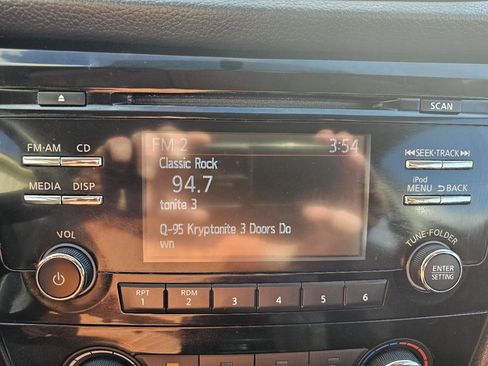 SCAN
FM·AM CD
FM 2 3:54
SEEK·TRACK
Classic Rock
MEDIA DISP
94.7
iPod
MENU BACK
tonite 3
Q-95 Kryptonite 3 Doors Do
wn
VOL
TUNE·FOLDER
ENTER
SETTING
RPT RDM
1 2 3 4 5 6